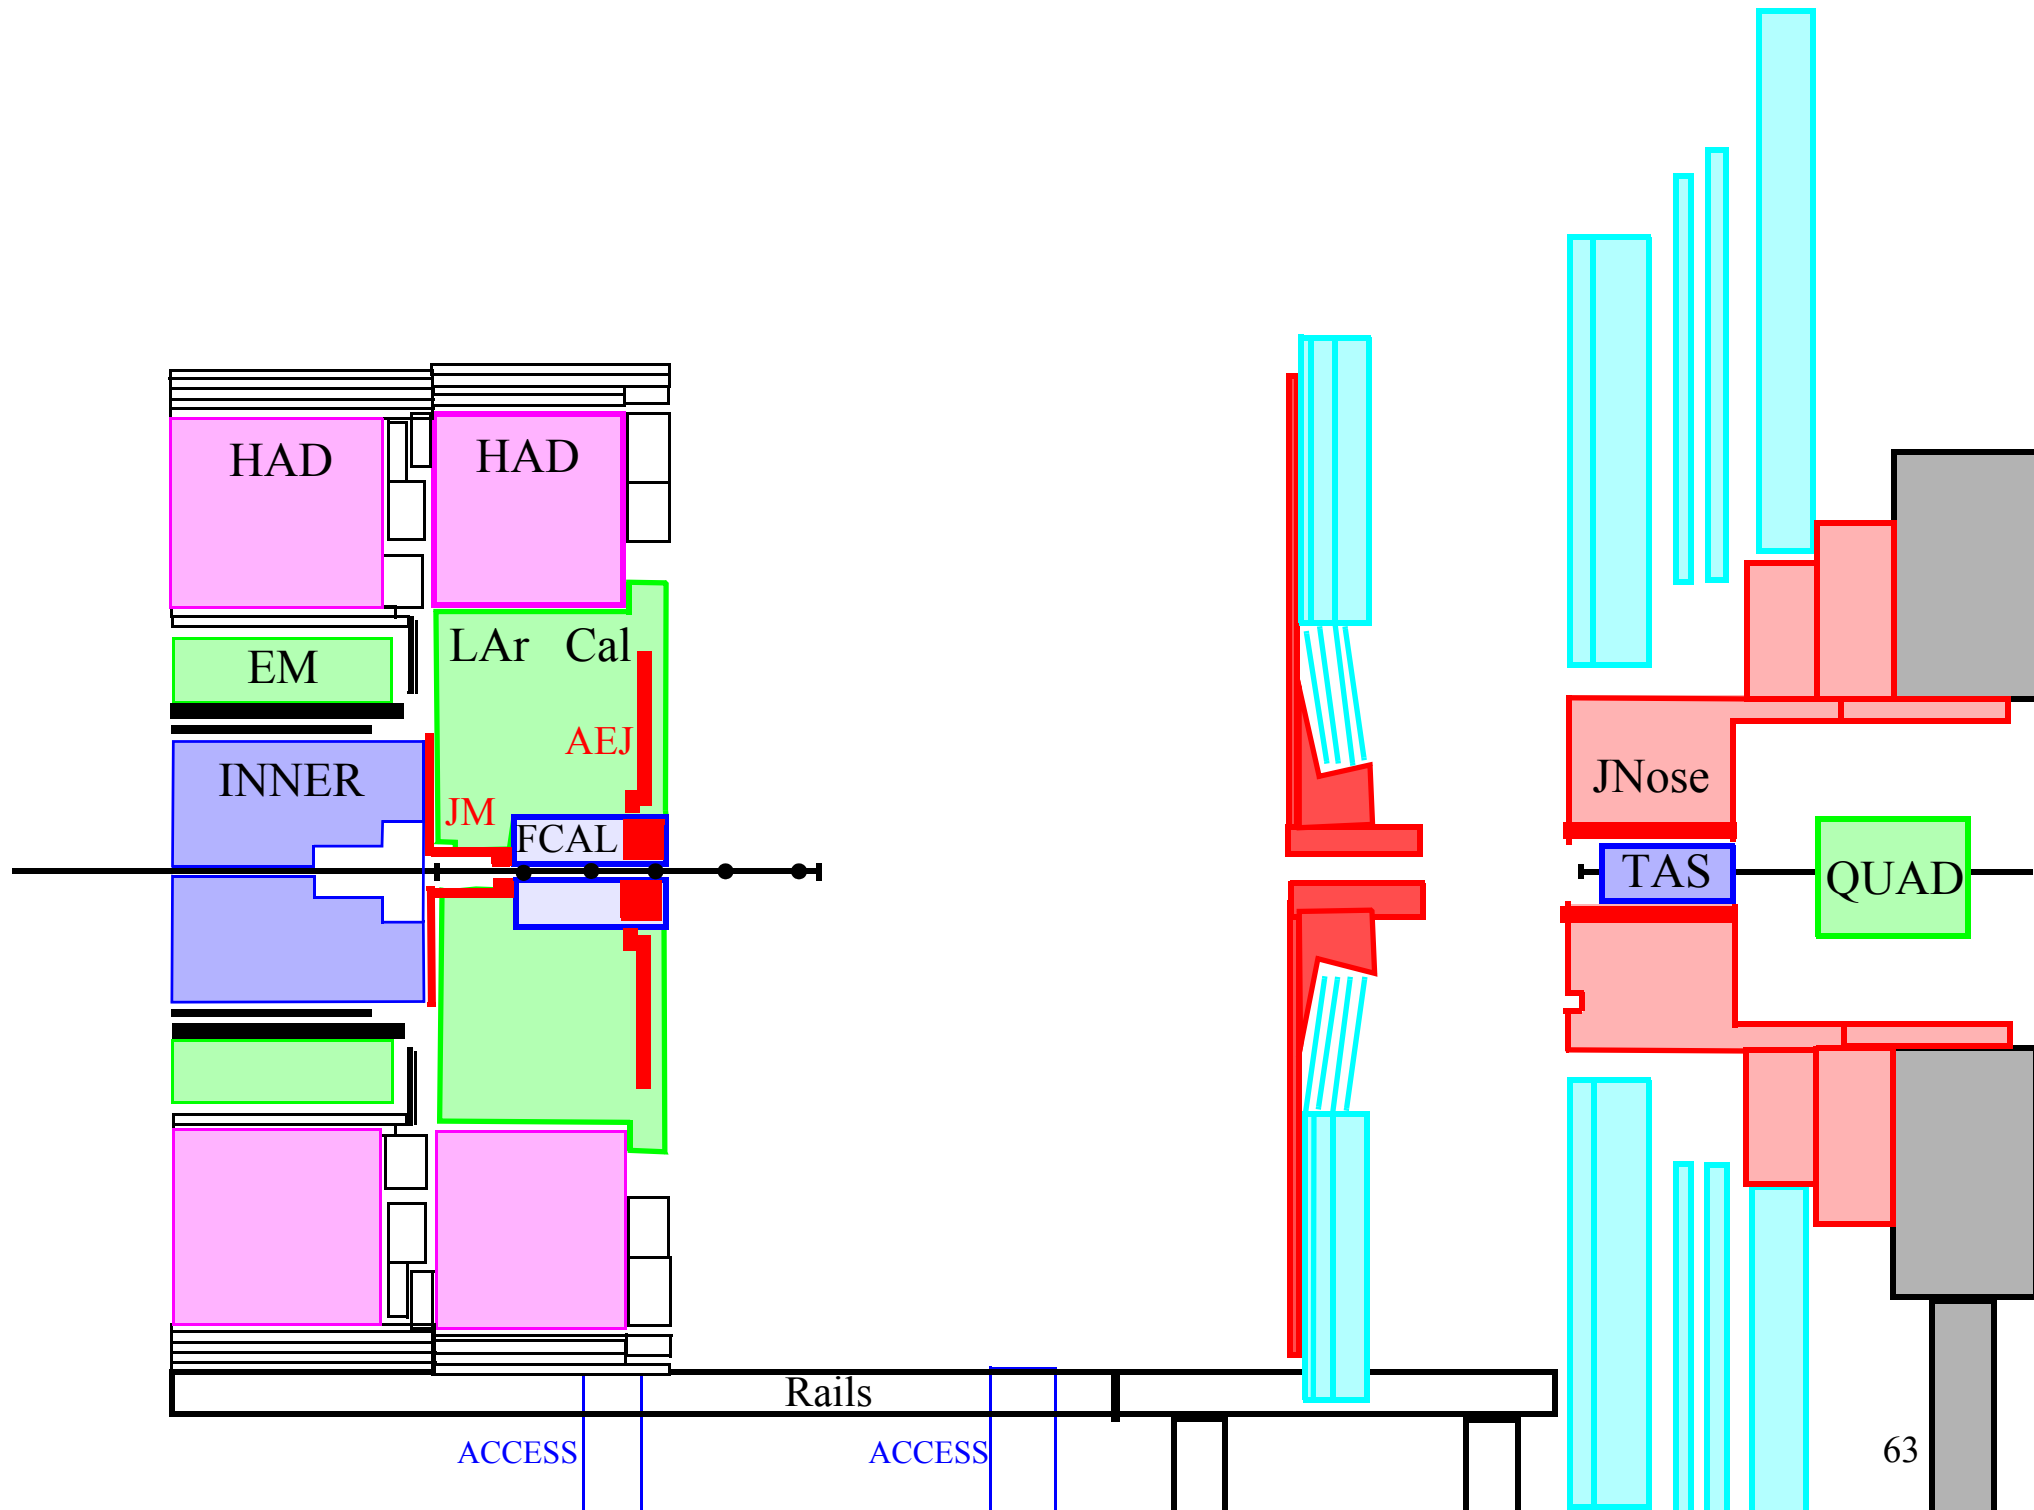 HAD
HAD
LAr Cal
EM
AEJ
INNER
JNose
JM
FCAL
TAS
QUAD
Rails
ACCESS
ACCESS
63